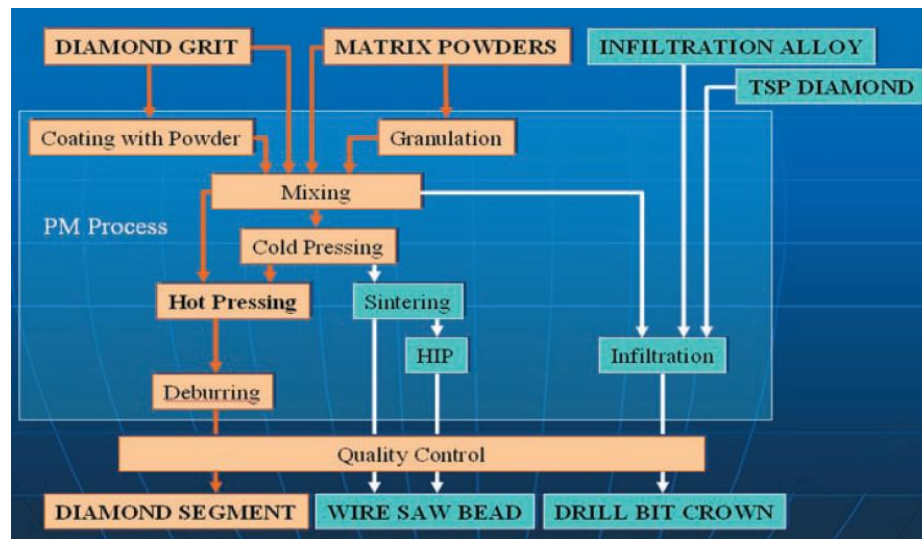 DIAMOND GRIT
MATRIX POWDERS
INFILTRATION ALLOY
TSP DIAMOND
Coating with Powder
Granulation
Mixing
PM Process
Cold Pressing
Hot Pressing
Sintering
HIP
Infiltration
Deburring
Quality Control
DIAMOND SEGMENT
WIRE SAW BEAD
DRILL BIT CROWN